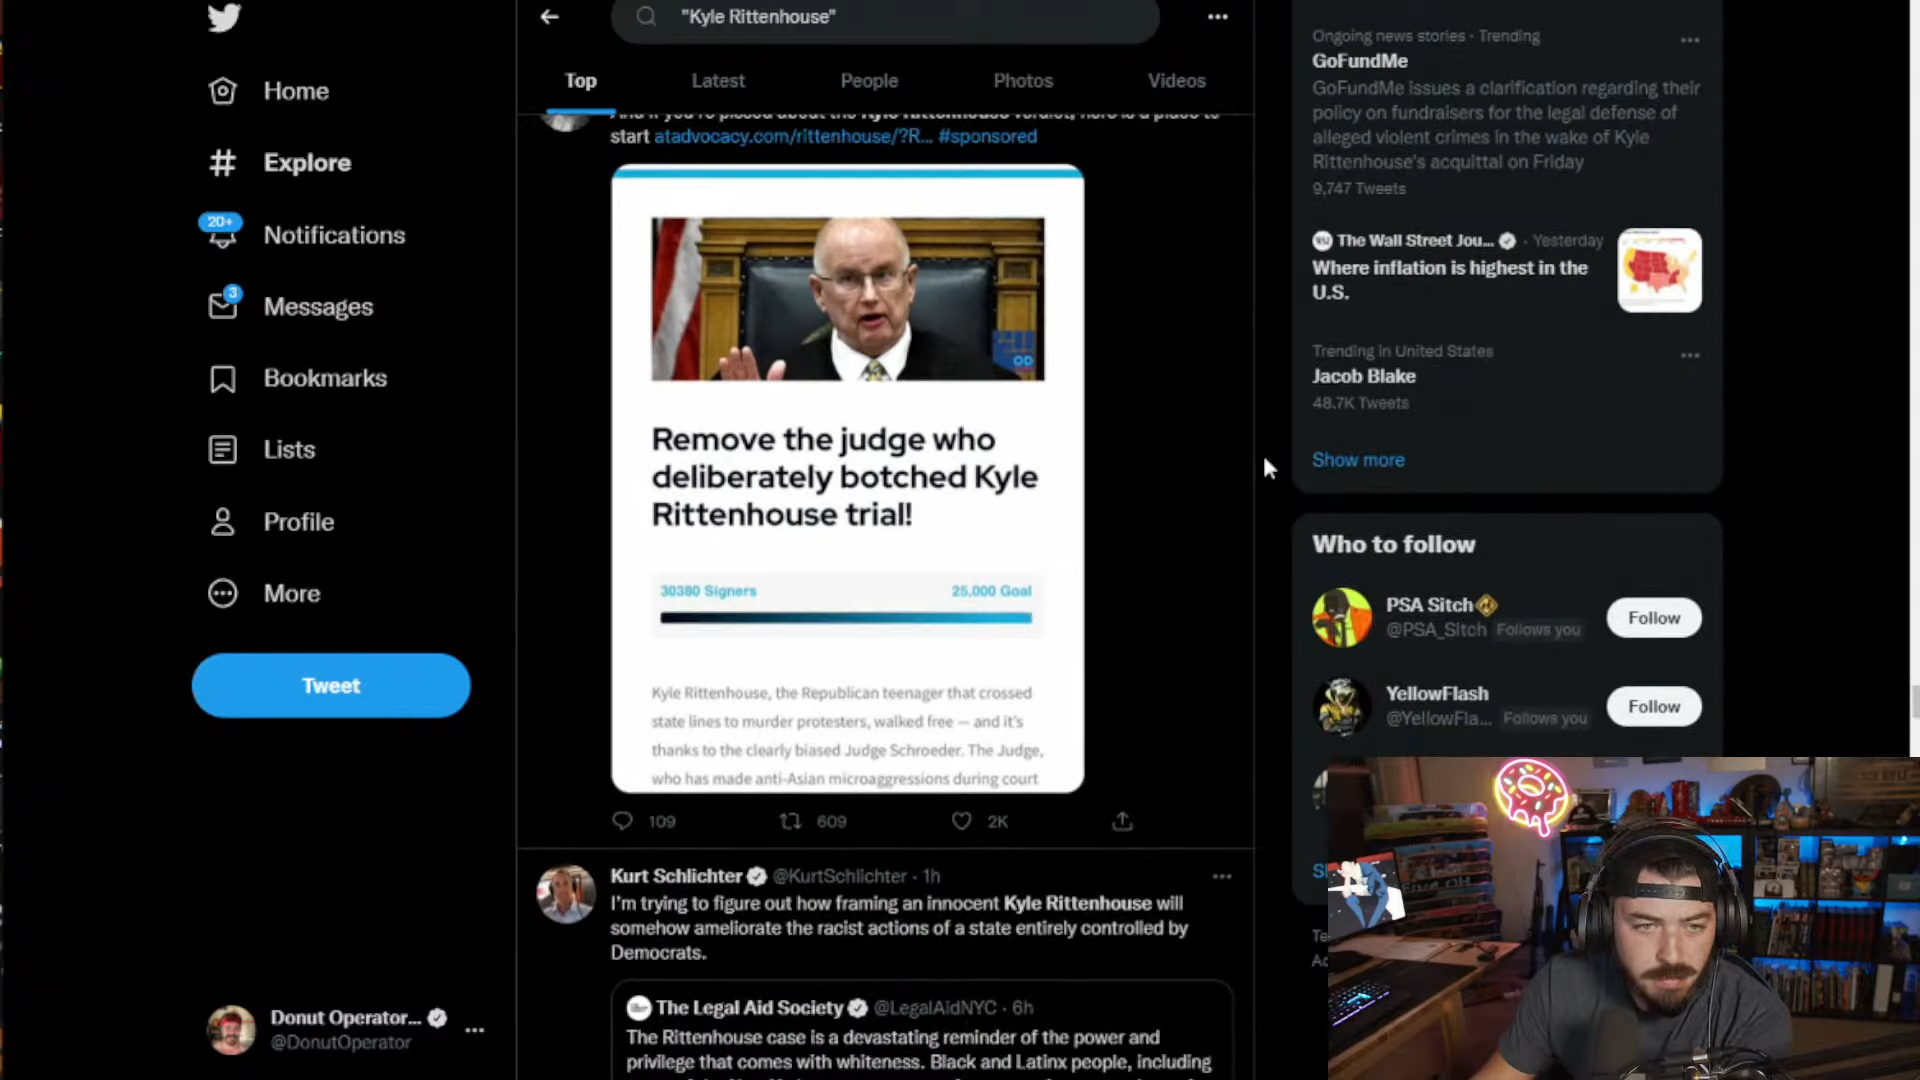 Home
Explore
20+
Notifications
3
Messages
Bookmarks
Lists
Profile
More
Tweet
Donut Operator...
@DonutOperator
"Kyle Rittenhouse"
Top
Latest
People
Photos
Videos
And if you're pissed about the Kyle Rittenhouse verdict, here is a place to
start atadvocacy.com/rittenhouse/?R... #sponsored
OD
Remove the judge who
deliberately botched Kyle
Rittenhouse trial!
30380 Signers
25,000 Goal
Kyle Rittenhouse, the Republican teenager that crossed
state lines to murder protesters, walked free — and it's
thanks to the clearly biased Judge Schroeder. The Judge,
who has made anti-Asian microaggressions during court
109
609
2K
Kurt Schlichter @KurtSchlichter · 1h
I'm trying to figure out how framing an innocent Kyle Rittenhouse will
somehow ameliorate the racist actions of a state entirely controlled by
Democrats.
The Legal Aid Society @LegalAidNYC · 6h
The Rittenhouse case is a devastating reminder of the power and
privilege that comes with whiteness. Black and Latinx people, including
Ongoing news stories · Trending
GoFundMe
GoFundMe issues a clarification regarding their
policy on fundraisers for the legal defense of
alleged violent crimes in the wake of Kyle
Rittenhouse's acquittal on Friday
9,747 Tweets
WSJ The Wall Street Jou... · Yesterday
Where inflation is highest in the
U.S.
Trending in United States
Jacob Blake
48.7K Tweets
Show more
Who to follow
PSA Sitch
@PSA_Sitch Follows you
Follow
YellowFlash
@YellowFla... Follows you
Follow